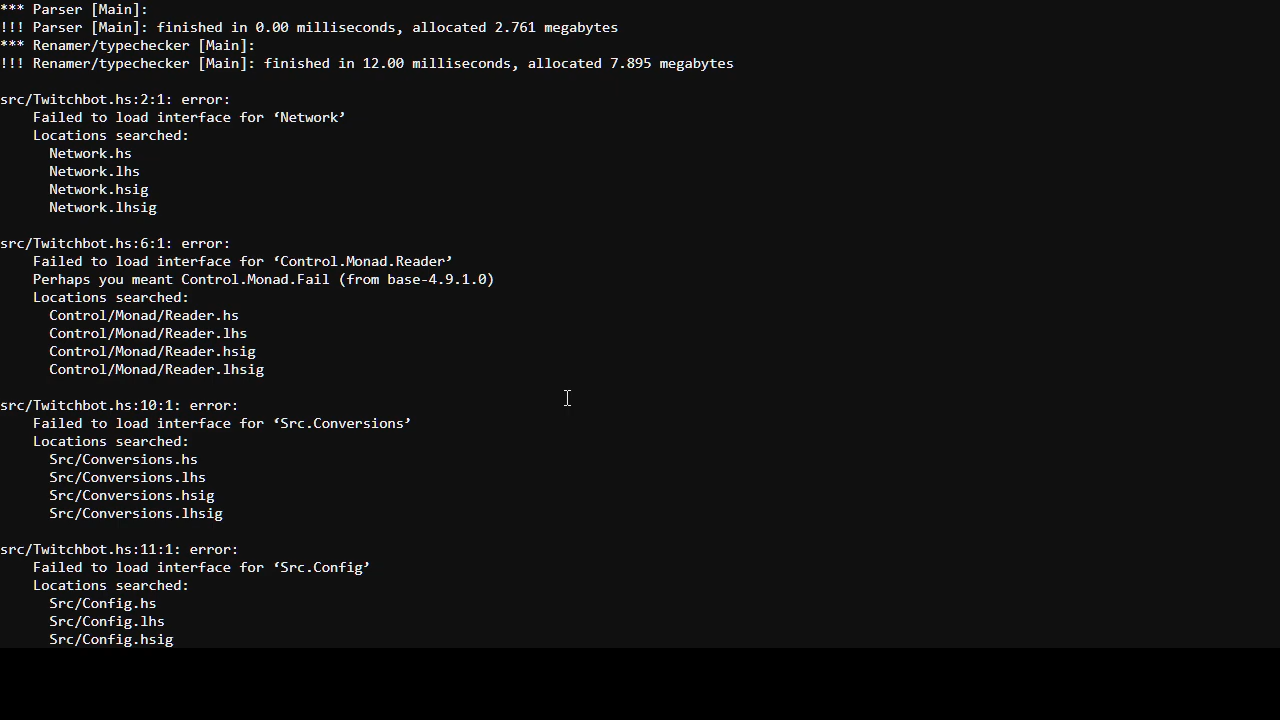 *** Parser [Main]:
!!! Parser [Main]: finished in 0.00 milliseconds, allocated 2.761 megabytes
*** Renamer/typechecker [Main]:
!!! Renamer/typechecker [Main]: finished in 12.00 milliseconds, allocated 7.895 megabytes
src/Twitchbot.hs:2:1: error:
Failed to load interface for ‘Network’
Locations searched:
Network.hs
Network.lhs
Network.hsig
Network.lhsig
src/Twitchbot.hs:6:1: error:
Failed to load interface for ‘Control.Monad.Reader’
Perhaps you meant Control.Monad.Fail (from base-4.9.1.0)
Locations searched:
Control/Monad/Reader.hs
Control/Monad/Reader.lhs
Control/Monad/Reader.hsig
Control/Monad/Reader.lhsig
src/Twitchbot.hs:10:1: error:
Failed to load interface for ‘Src.Conversions’
Locations searched:
Src/Conversions.hs
Src/Conversions.lhs
Src/Conversions.hsig
Src/Conversions.lhsig
src/Twitchbot.hs:11:1: error:
Failed to load interface for ‘Src.Config’
Locations searched:
Src/Config.hs
Src/Config.lhs
Src/Config.hsig